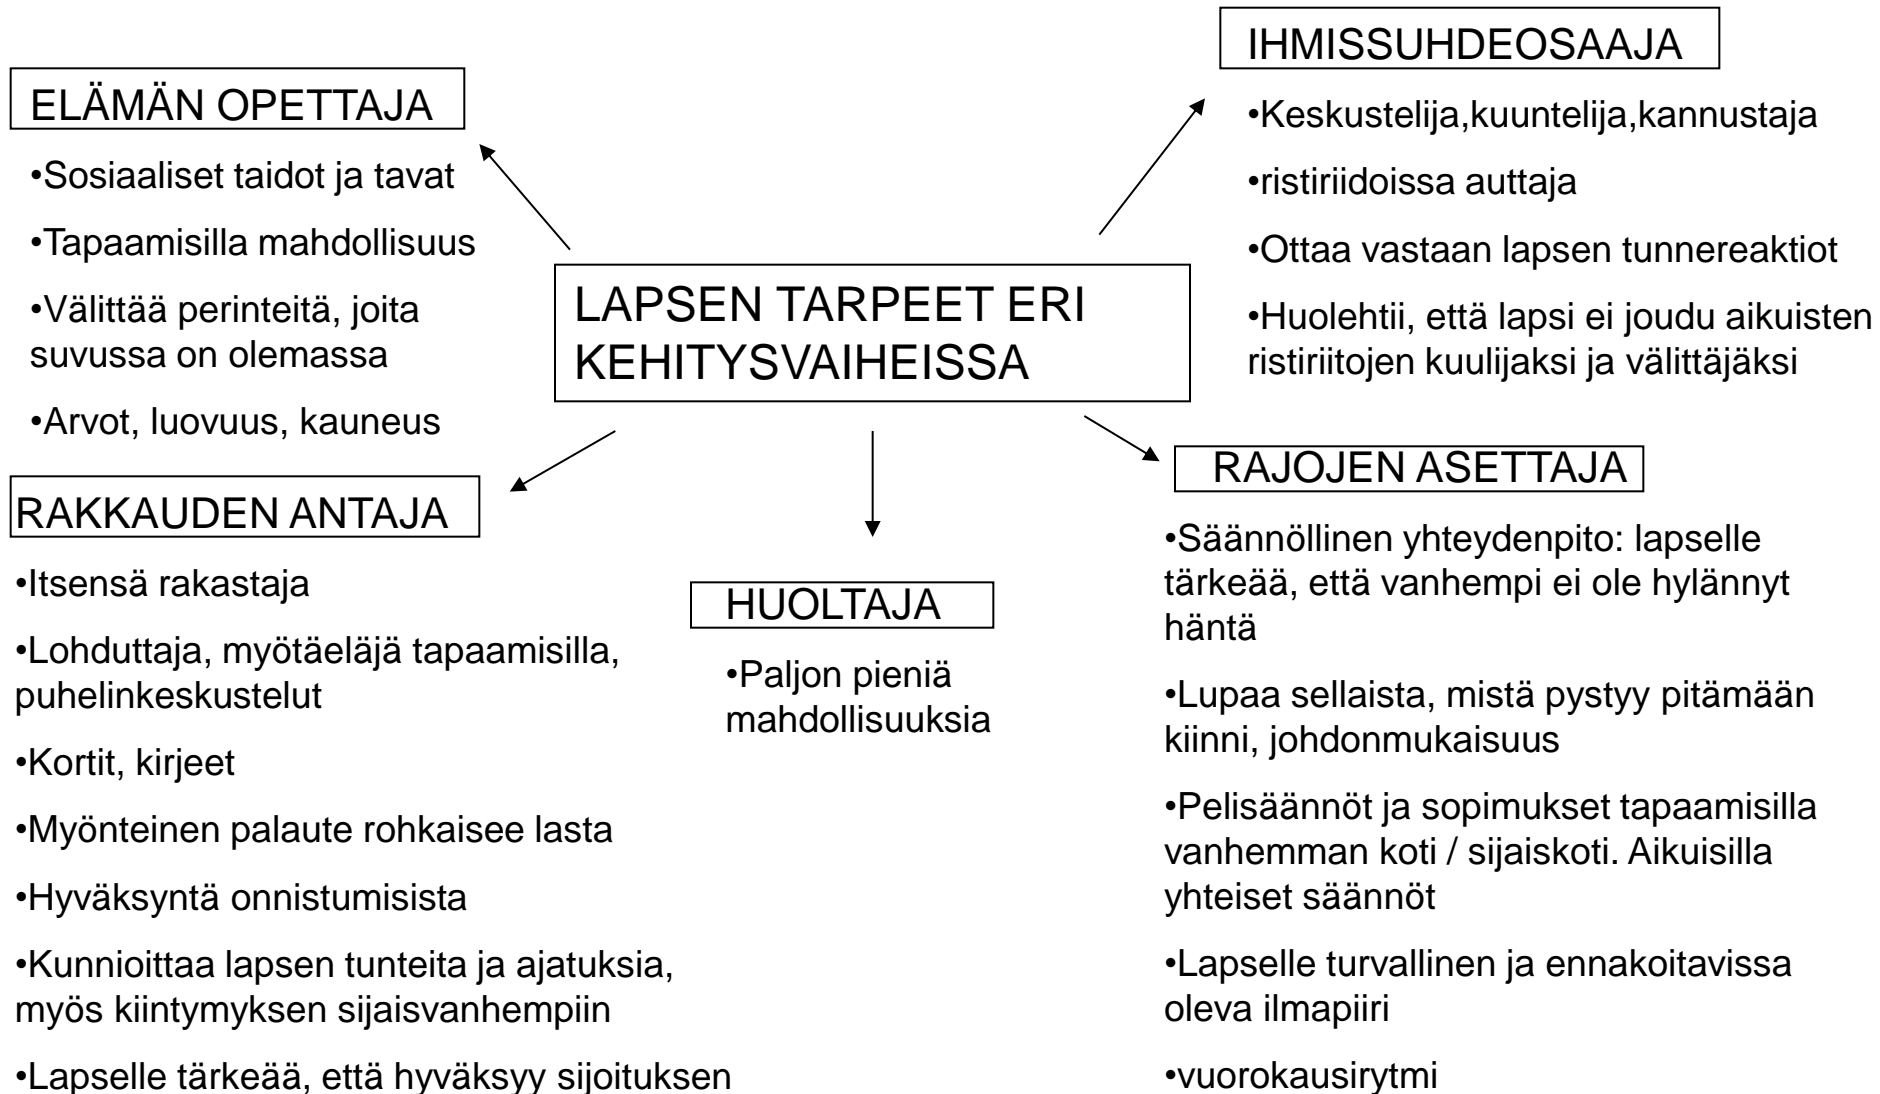 ELÄMÄN OPETTAJA
•Sosiaaliset taidot ja tavat
•Tapaamisilla mahdollisuus
•Välittää perinteitä, joita
suvussa on olemassa
•Arvot, luovuus, kauneus
IHMISSUHDEOSAAJA
•Keskustelija,kuuntelija,kannustaja
•ristiriidoissa auttaja
•Ottaa vastaan lapsen tunnereaktiot
•Huolehtii, että lapsi ei joudu aikuisten
ristiriitojen kuulijaksi ja välittäjäksi
LAPSEN TARPEET ERI
KEHITYSVAIHEISSA
RAKKAUDEN ANTAJA
•Itsensä rakastaja
•Lohduttaja, myötäeläjä tapaamisilla,
puhelinkeskustelut
•Kortit, kirjeet
•Myönteinen palaute rohkaisee lasta
•Hyväksyntä onnistumisista
•Kunnioittaa lapsen tunteita ja ajatuksia,
myös kiintymyksen sijaisvanhempiin
•Lapselle tärkeää, että hyväksyy sijoituksen
HUOLTAJA
•Paljon pieniä
mahdollisuuksia
RAJOJEN ASETTAJA
•Säännöllinen yhteydenpito: lapselle
tärkeää, että vanhempi ei ole hylännyt
häntä
•Lupaa sellaista, mistä pystyy pitämään
kiinni, johdonmukaisuus
•Pelisäännöt ja sopimukset tapaamisilla
vanhemman koti / sijaiskoti. Aikuisilla
yhteiset säännöt
•Lapselle turvallinen ja ennakoitavissa
oleva ilmapiiri
•vuorokausirytmi